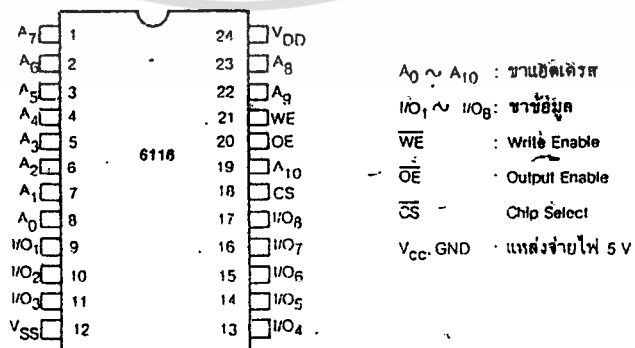 A7 1 24 VDD
A6 2 23 A8
A5 3 22 A9
A4 4 21 WE
A3 5 20 OE
A2 6 6116 19 A10
A1 7 18 CS
A0 8 17 I/O8
I/O1 9 16 I/O7
I/O2 10 15 I/O6
I/O3 11 14 I/O5
VSS 12 13 I/O4
A0 ~ A10 : ขาแอดเดิรส
I/O1 ~ I/O8: ขาข้อมูล
WE : Write Enable
OE Output Enable
CS Chip Select
VCC. GND แหล่งจ่ายไฟ 5 V